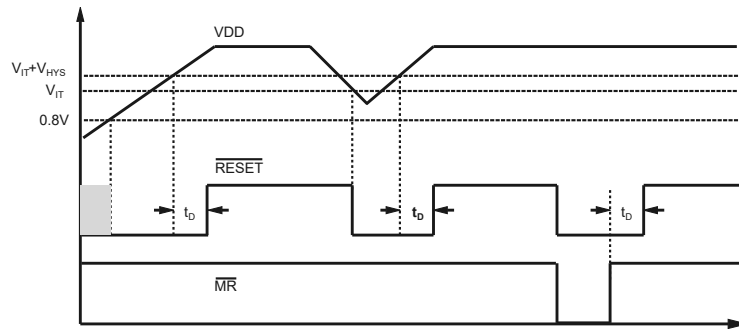 VDD
V_IT+V_HYS
V_IT
0.8V
RESET
t_D
t_D
t_D
MR